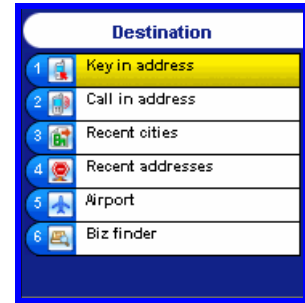 Destination
1 Key in address
2 Call in address
3 Recent cities
4 Recent addresses
5 Airport
6 Biz finder